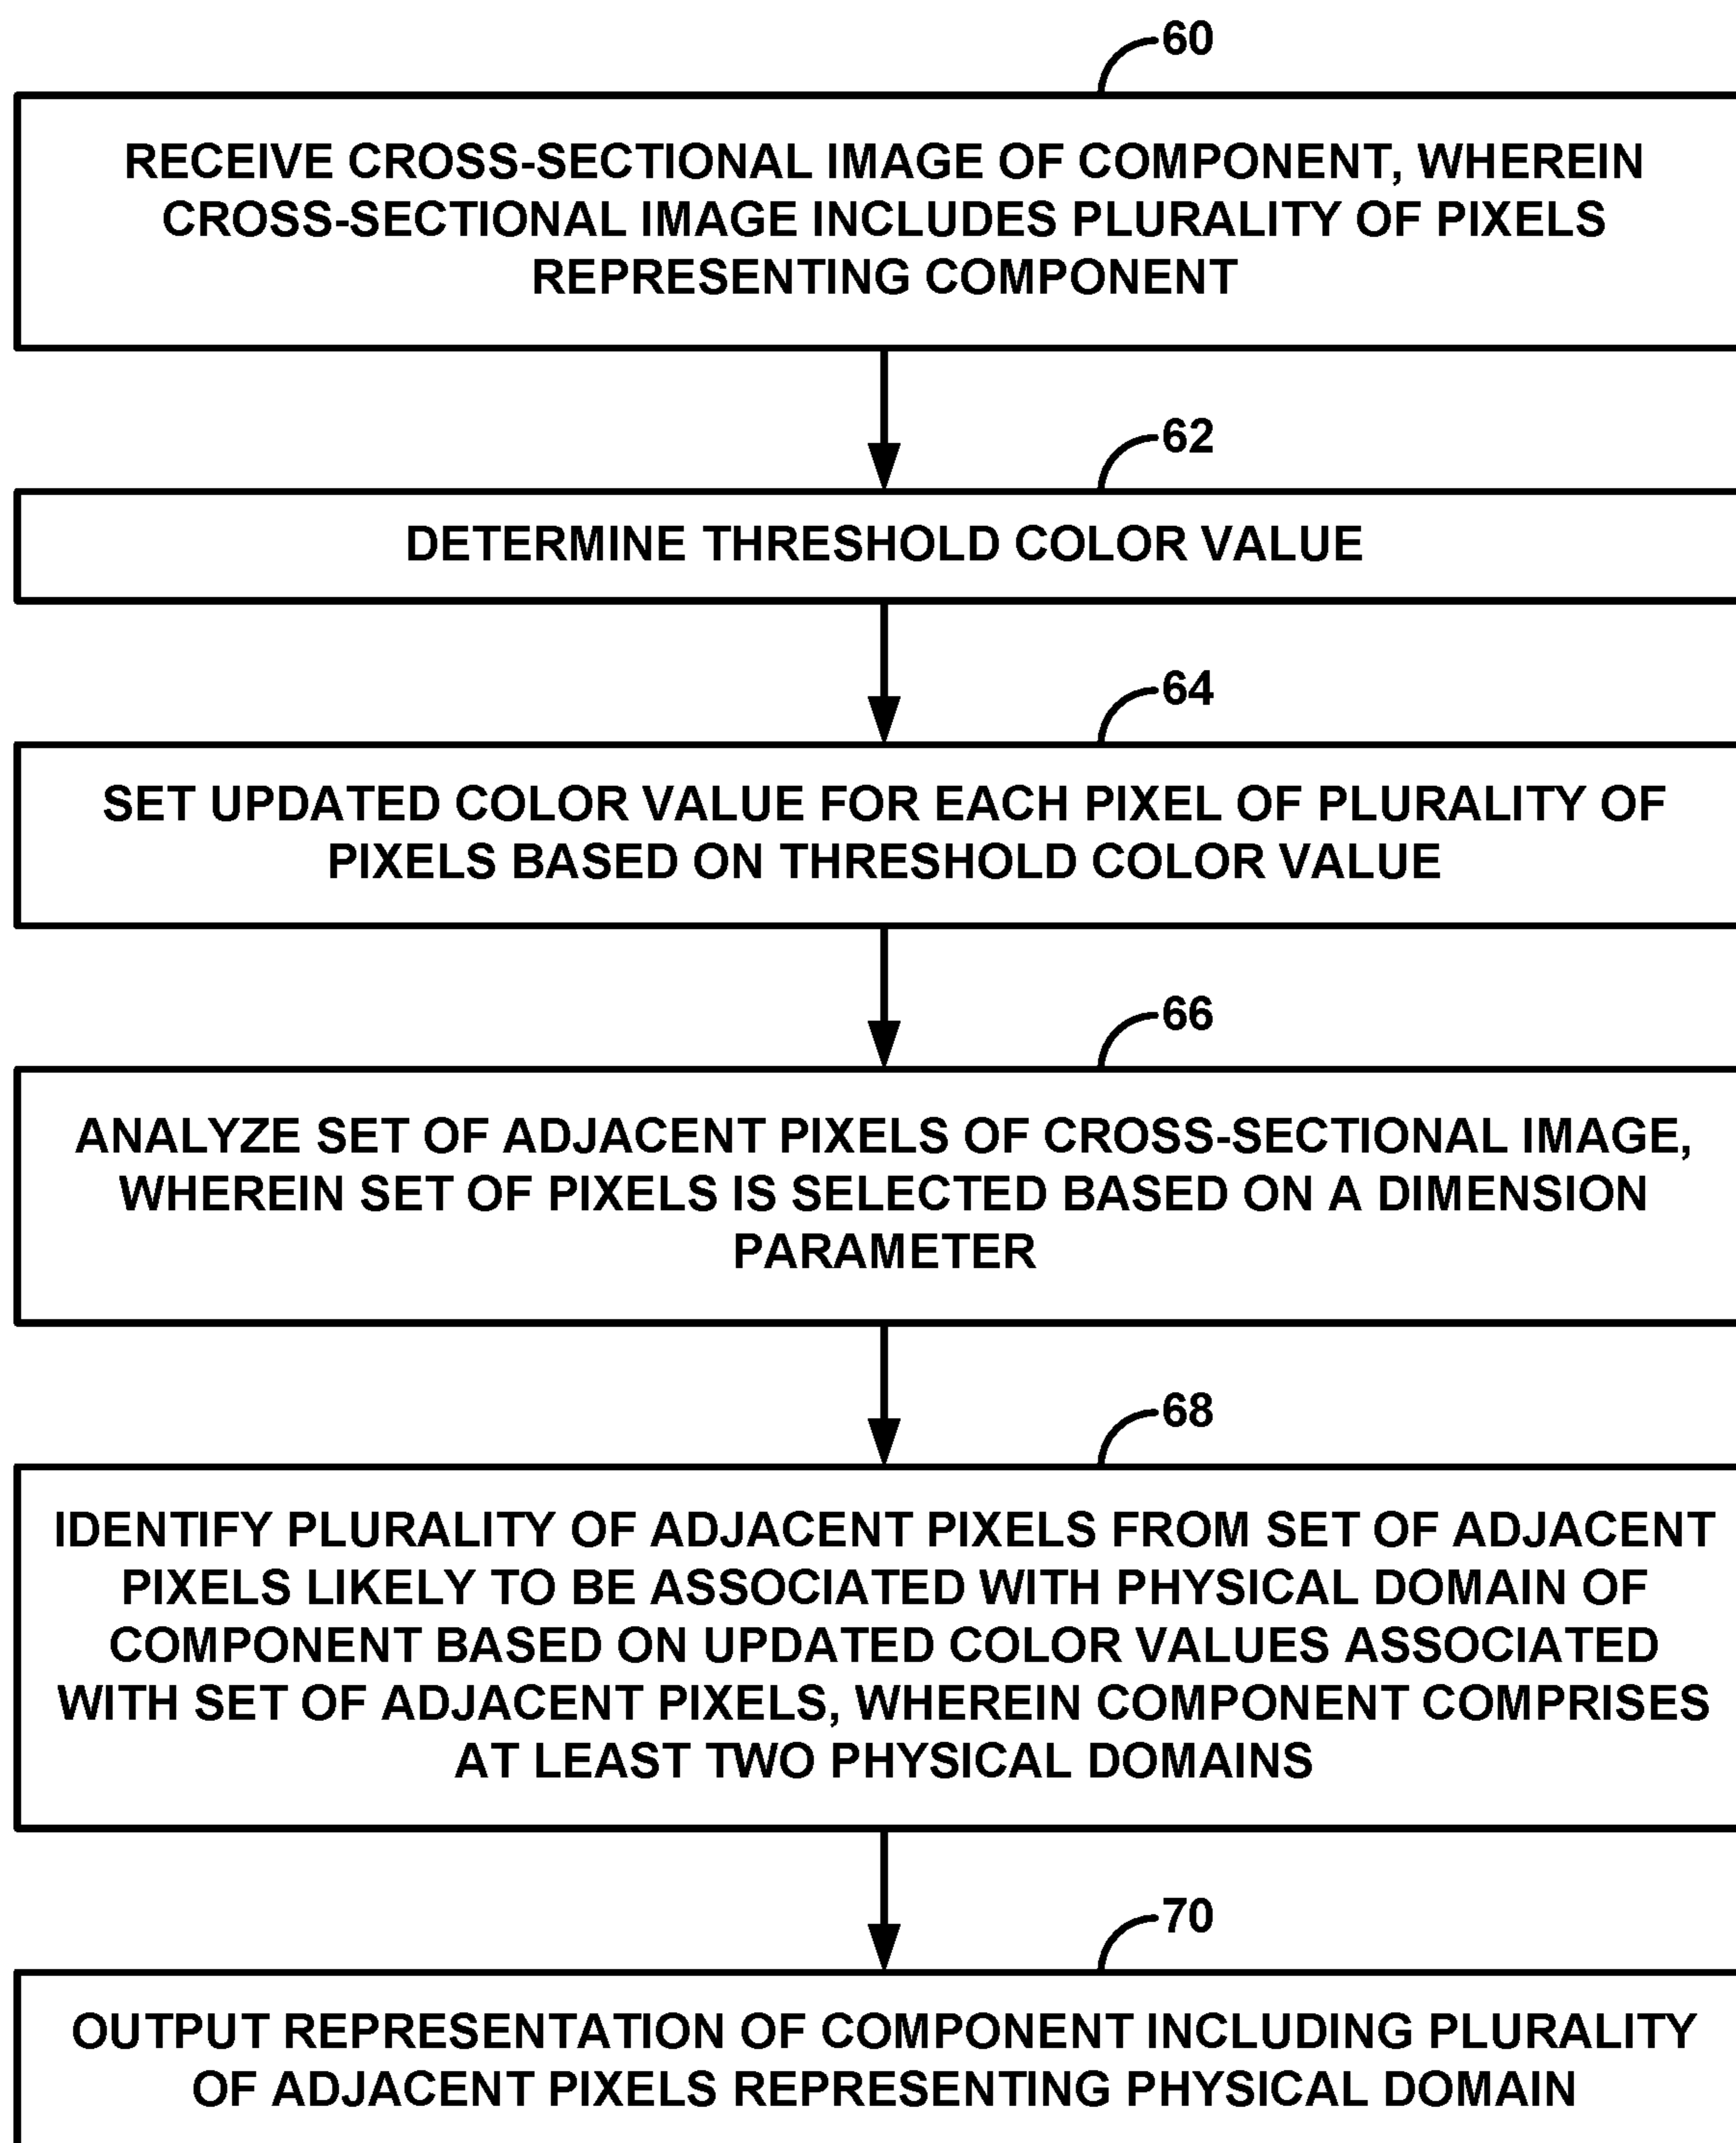 60
RECEIVE CROSS-SECTIONAL IMAGE OF COMPONENT, WHEREIN
CROSS-SECTIONAL IMAGE INCLUDES PLURALITY OF PIXELS
REPRESENTING COMPONENT
62
DETERMINE THRESHOLD COLOR VALUE
64
SET UPDATED COLOR VALUE FOR EACH PIXEL OF PLURALITY OF
PIXELS BASED ON THRESHOLD COLOR VALUE
66
ANALYZE SET OF ADJACENT PIXELS OF CROSS-SECTIONAL IMAGE,
WHEREIN SET OF PIXELS IS SELECTED BASED ON A DIMENSION
PARAMETER
68
IDENTIFY PLURALITY OF ADJACENT PIXELS FROM SET OF ADJACENT
PIXELS LIKELY TO BE ASSOCIATED WITH PHYSICAL DOMAIN OF
COMPONENT BASED ON UPDATED COLOR VALUES ASSOCIATED
WITH SET OF ADJACENT PIXELS, WHEREIN COMPONENT COMPRISES
AT LEAST TWO PHYSICAL DOMAINS
70
OUTPUT REPRESENTATION OF COMPONENT INCLUDING PLURALITY
OF ADJACENT PIXELS REPRESENTING PHYSICAL DOMAIN